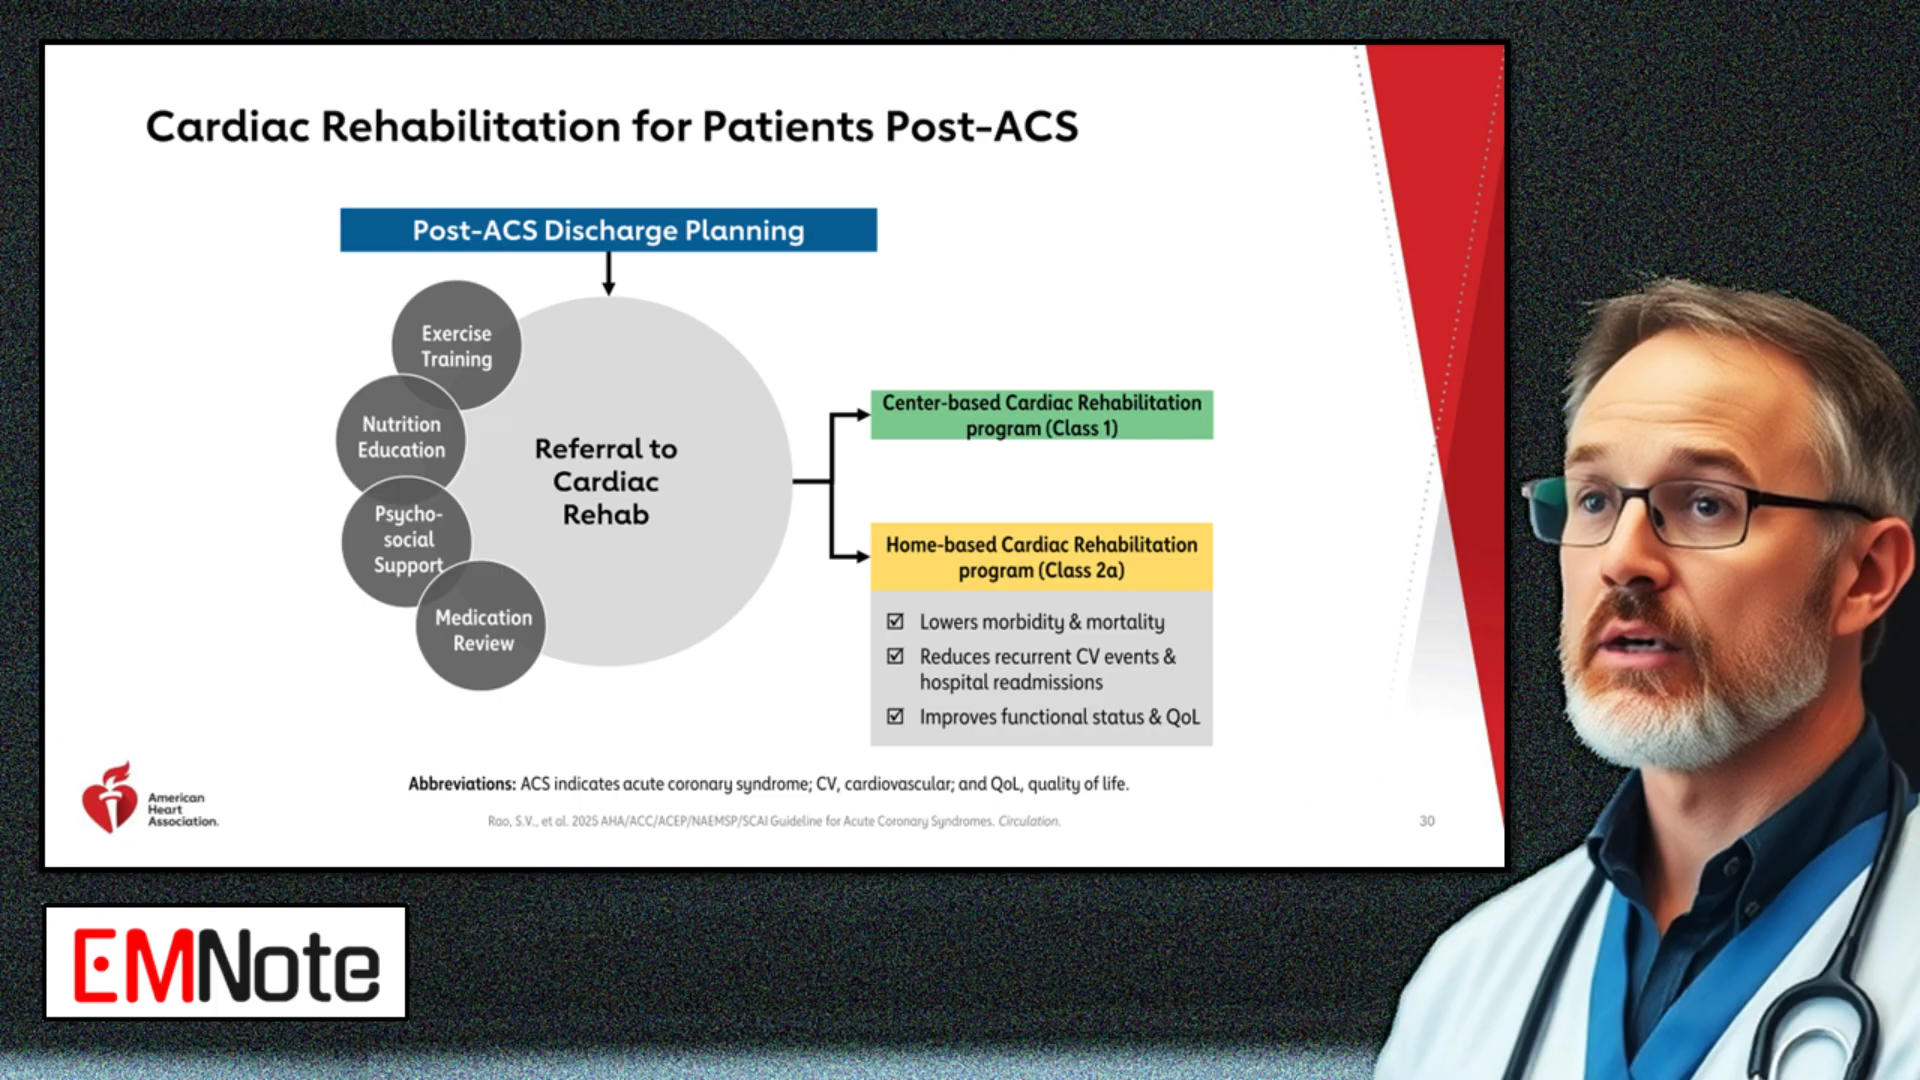 Cardiac Rehabilitation for Patients Post-ACS
Post-ACS Discharge Planning
Exercise
Training
Nutrition
Education
Psycho-
social
Support
Medication
Review
Referral to
Cardiac
Rehab
Center-based Cardiac Rehabilitation
program (Class 1)
Home-based Cardiac Rehabilitation
program (Class 2a)
☑ Lowers morbidity & mortality
☑ Reduces recurrent CV events &
hospital readmissions
☑ Improves functional status & QoL
Abbreviations: ACS indicates acute coronary syndrome; CV, cardiovascular; and QoL, quality of life.
American
Heart
Association.
Rao, S.V., et al. 2025 AHA/ACC/ACEP/NAEMSP/SCAI Guideline for Acute Coronary Syndromes. Circulation.
30
EMNote